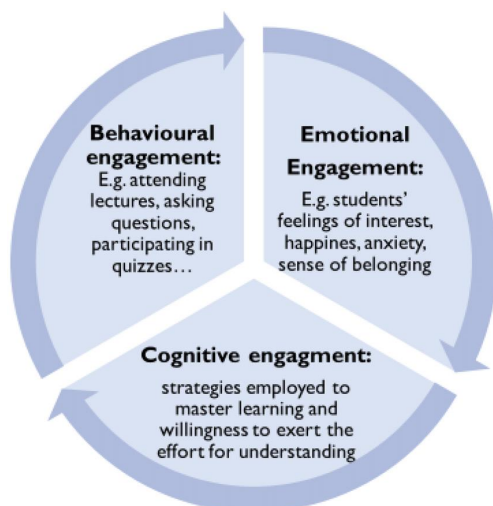 Behavioural
engagement:
E.g. attending
lectures, asking
questions,
participating in
quizzes...
Emotional
Engagement:
E.g. students'
feelings of interest,
happines, anxiety,
sense of belonging
Cognitive engagment:
strategies employed to
master learning and
willingness to exert the
effort for understanding